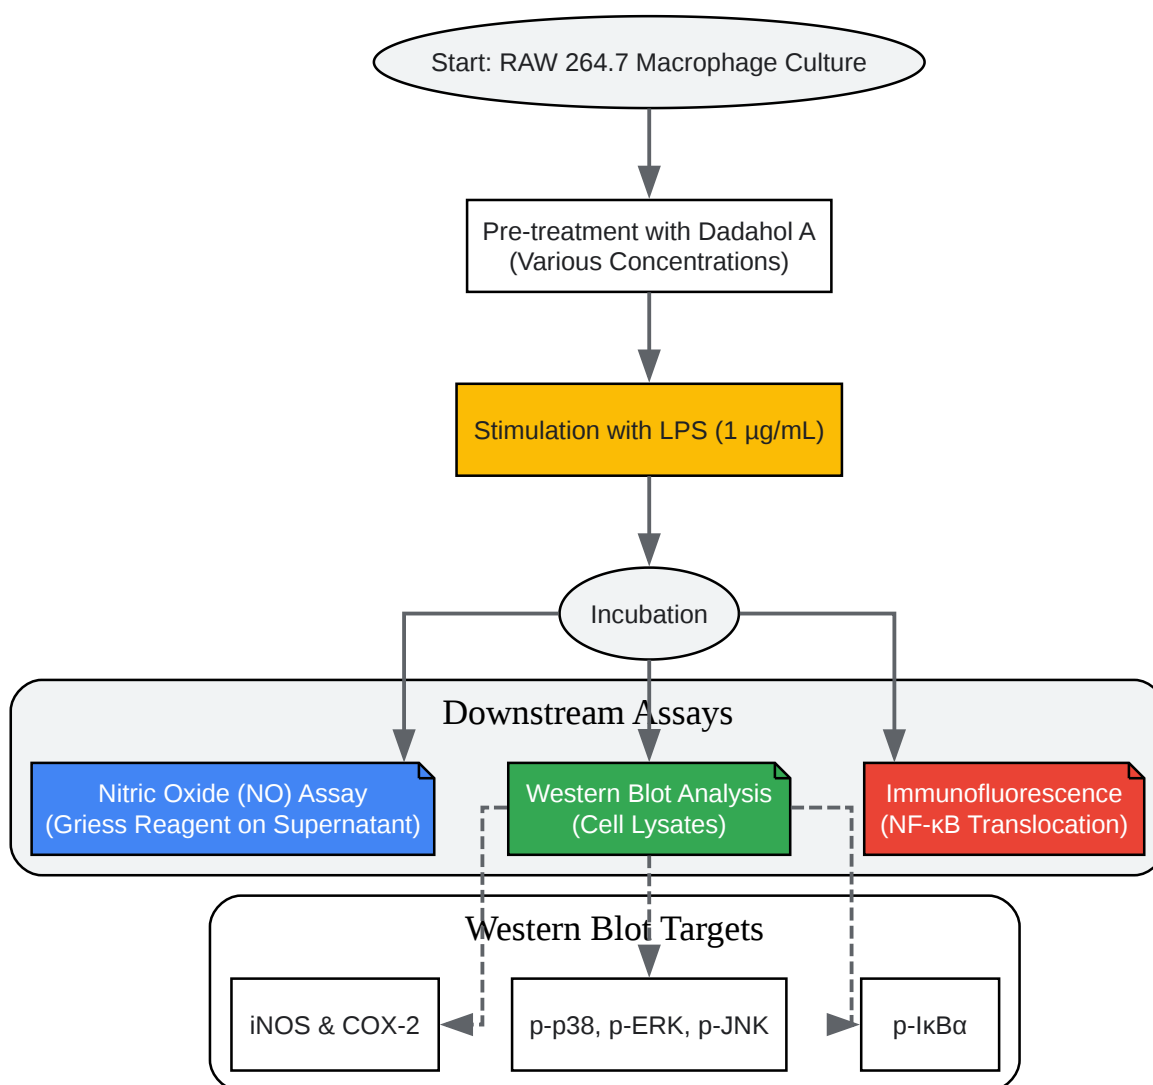 Start: RAW 264.7 Macrophage Culture
Pre-treatment with Dadahol A
(Various Concentrations)
Stimulation with LPS (1 µg/mL)
Incubation
Downstream Assays
Nitric Oxide (NO) Assay
(Griess Reagent on Supernatant)
Western Blot Analysis
(Cell Lysates)
Immunofluorescence
(NF-κB Translocation)
Western Blot Targets
iNOS & COX-2
p-p38, p-ERK, p-JNK
p-IκBα